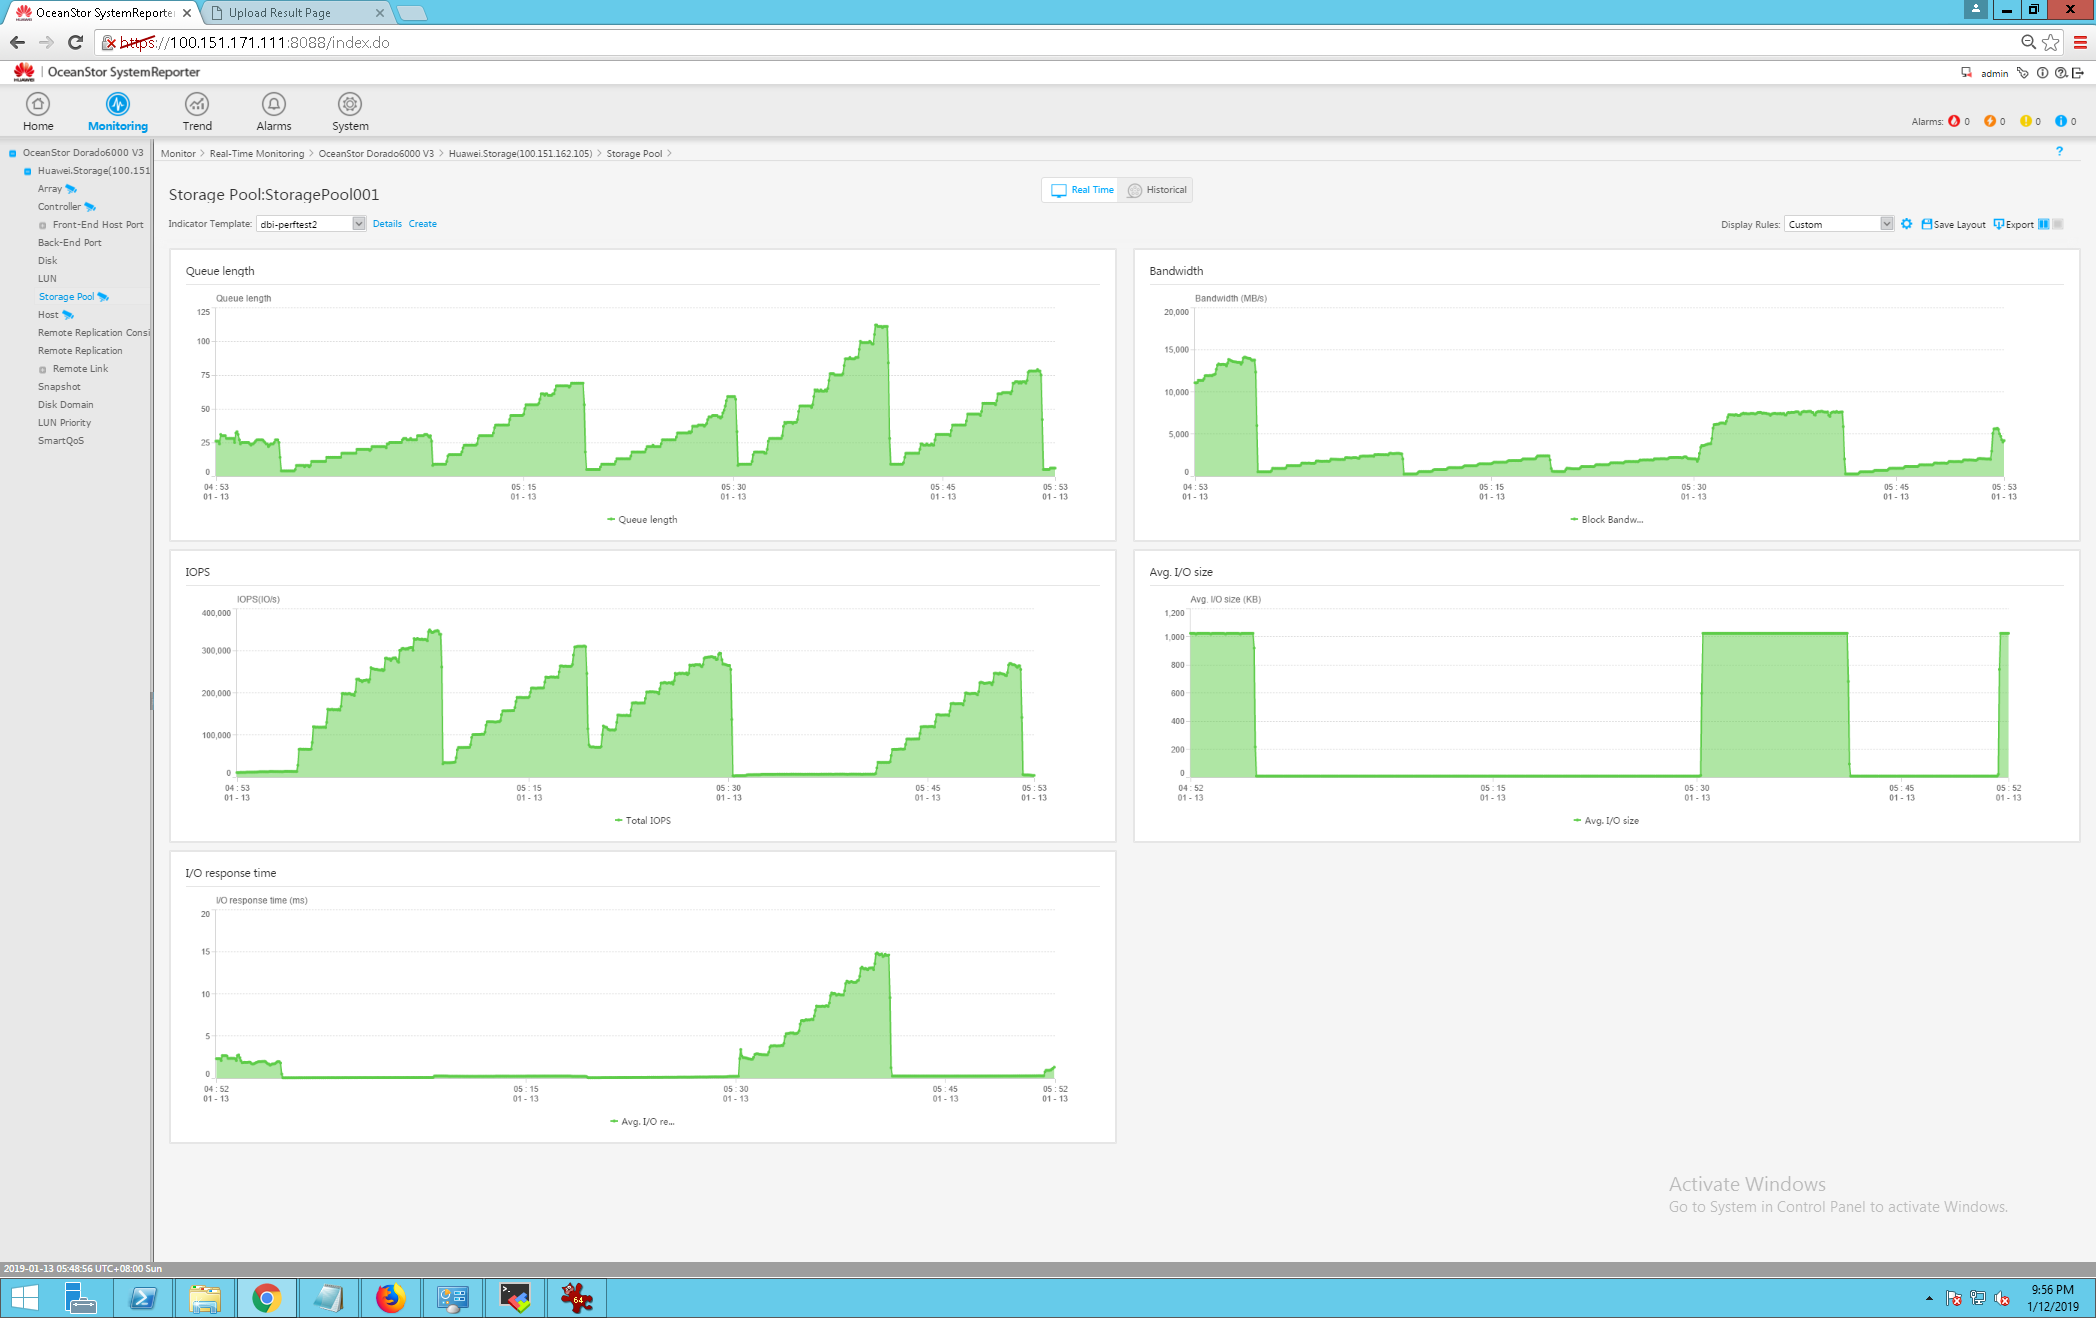 OceanStor SystemReporte
Upload Result Page
https://100.151.171.111:8088/index.do
HUAWEI
OceanStor SystemReporter
admin
Home
Monitoring
Trend
Alarms
System
Alarms: 0 0 0 0
OceanStor Dorado6000 V3
Huawei.Storage(100.151
Array
Controller
Front-End Host Port
Back-End Port
Disk
LUN
Storage Pool
Host
Remote Replication Consi
Remote Replication
Remote Link
Snapshot
Disk Domain
LUN Priority
SmartQoS
Monitor > Real-Time Monitoring > OceanStor Dorado6000 V3 > Huawei.Storage(100.151.162.105) > Storage Pool >
?
Storage Pool:StoragePool001
Real Time
Historical
Indicator Template: dbi-perftest2 Details Create
Display Rules: Custom Save Layout Export
Queue length
Queue length
125
100
75
50
25
0
04 : 53 05 : 15 05 : 30 05 : 45 05 : 53
01 - 13 01 - 13 01 - 13 01 - 13 01 - 13
Queue length
Bandwidth
Bandwidth (MB/s)
20,000
15,000
10,000
5,000
0
04 : 53 05 : 15 05 : 30 05 : 45 05 : 53
01 - 13 01 - 13 01 - 13 01 - 13 01 - 13
Block Bandw...
IOPS
IOPS(IO/s)
400,000
300,000
200,000
100,000
0
04 : 53 05 : 15 05 : 30 05 : 45 05 : 53
01 - 13 01 - 13 01 - 13 01 - 13 01 - 13
Total IOPS
Avg. I/O size
Avg. I/O size (KB)
1,200
1,000
800
600
400
200
0
04 : 52 05 : 15 05 : 30 05 : 45 05 : 52
01 - 13 01 - 13 01 - 13 01 - 13 01 - 13
Avg. I/O size
I/O response time
I/O response time (ms)
20
15
10
5
0
04 : 52 05 : 15 05 : 30 05 : 45 05 : 52
01 - 13 01 - 13 01 - 13 01 - 13 01 - 13
Avg. I/O re...
Activate Windows
Go to System in Control Panel to activate Windows.
2019-01-13 05:48:56 UTC+08:00 Sun
64
9:56 PM
1/12/2019